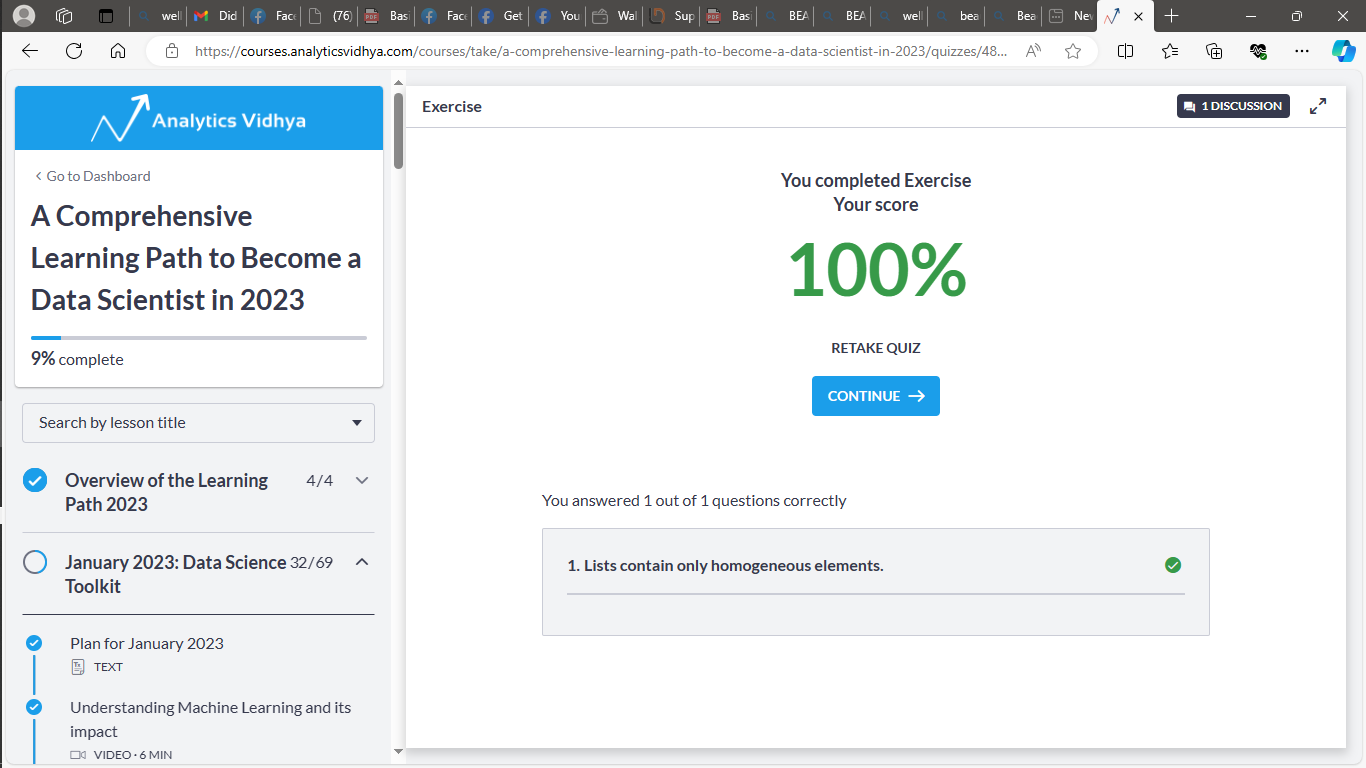 well
Did
Face
(76)
Basi
Face
Get
You
Wal
Sup
Basi
BEA
BEA
well
bea
Bea
Nev
https://courses.analyticsvidhya.com/courses/take/a-comprehensive-learning-path-to-become-a-data-scientist-in-2023/quizzes/48...
Analytics Vidhya
Go to Dashboard
A Comprehensive
Learning Path to Become a
Data Scientist in 2023
9% complete
Search by lesson title
Overview of the Learning 4/4
Path 2023
January 2023: Data Science 32/69
Toolkit
Plan for January 2023
TEXT
Understanding Machine Learning and its
impact
VIDEO · 6 MIN
Exercise
1 DISCUSSION
You completed Exercise
Your score
100%
RETAKE QUIZ
CONTINUE
You answered 1 out of 1 questions correctly
1. Lists contain only homogeneous elements.